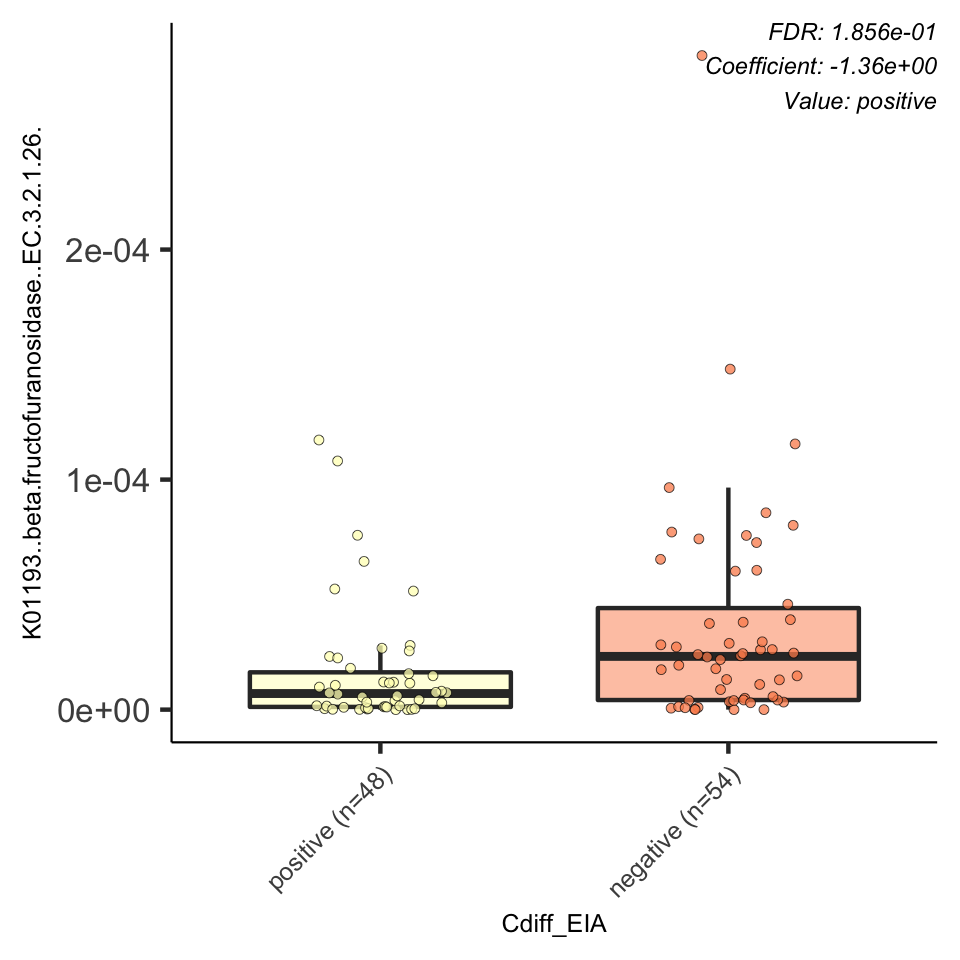 FDR: 1.856e-01
Coefficient: -1.36e+00
Value: positive
K01193..beta.fructofuranosidase..EC.3.2.1.26.
2e-04
1e-04
0e+00
positive (n=48)
negative (n=54)
Cdiff_EIA